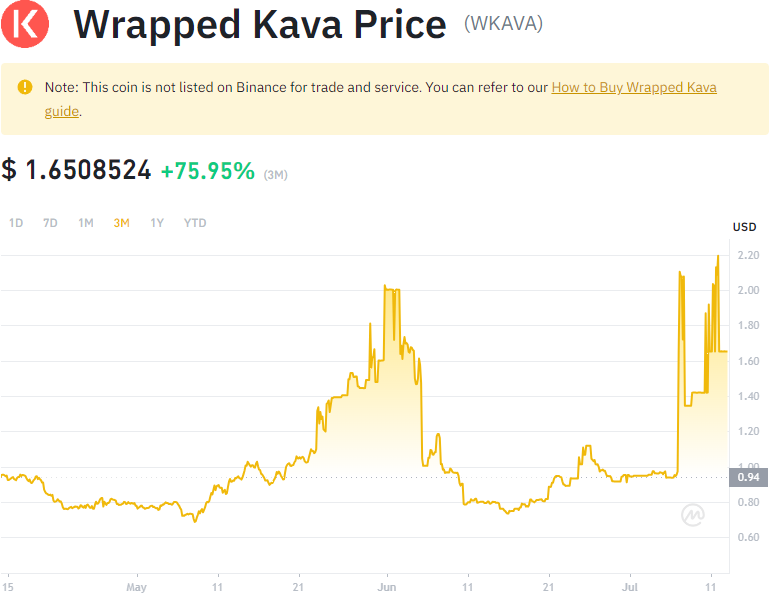 Wrapped Kava Price (WKAVA)
Note: This coin is not listed on Binance for trade and service. You can refer to our How to Buy Wrapped Kava
guide.
$ 1.6508524 +75.95% (3M)
1D 7D 1M 3M 1Y YTD
USD
2.20
2.00
1.80
1.60
1.40
1.20
1.00
0.94
0.80
0.60
15 May 11 21 Jun 11 21 Jul 11